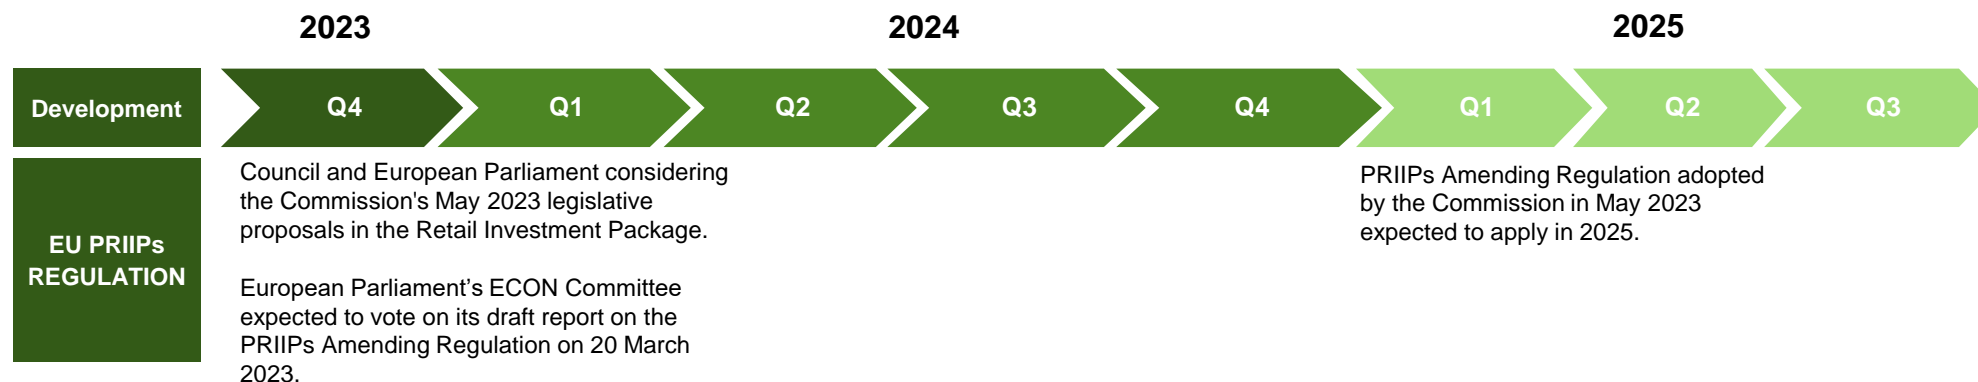 2023
2024
2025
Development
Q4
Q1
Q2
Q3
Q4
Q1
Q2
Q3
EU PRIIPs
REGULATION
Council and European Parliament considering
the Commission's May 2023 legislative
proposals in the Retail Investment Package.
European Parliament’s ECON Committee
expected to vote on its draft report on the
PRIIPs Amending Regulation on 20 March
2023.
PRIIPs Amending Regulation adopted
by the Commission in May 2023
expected to apply in 2025.